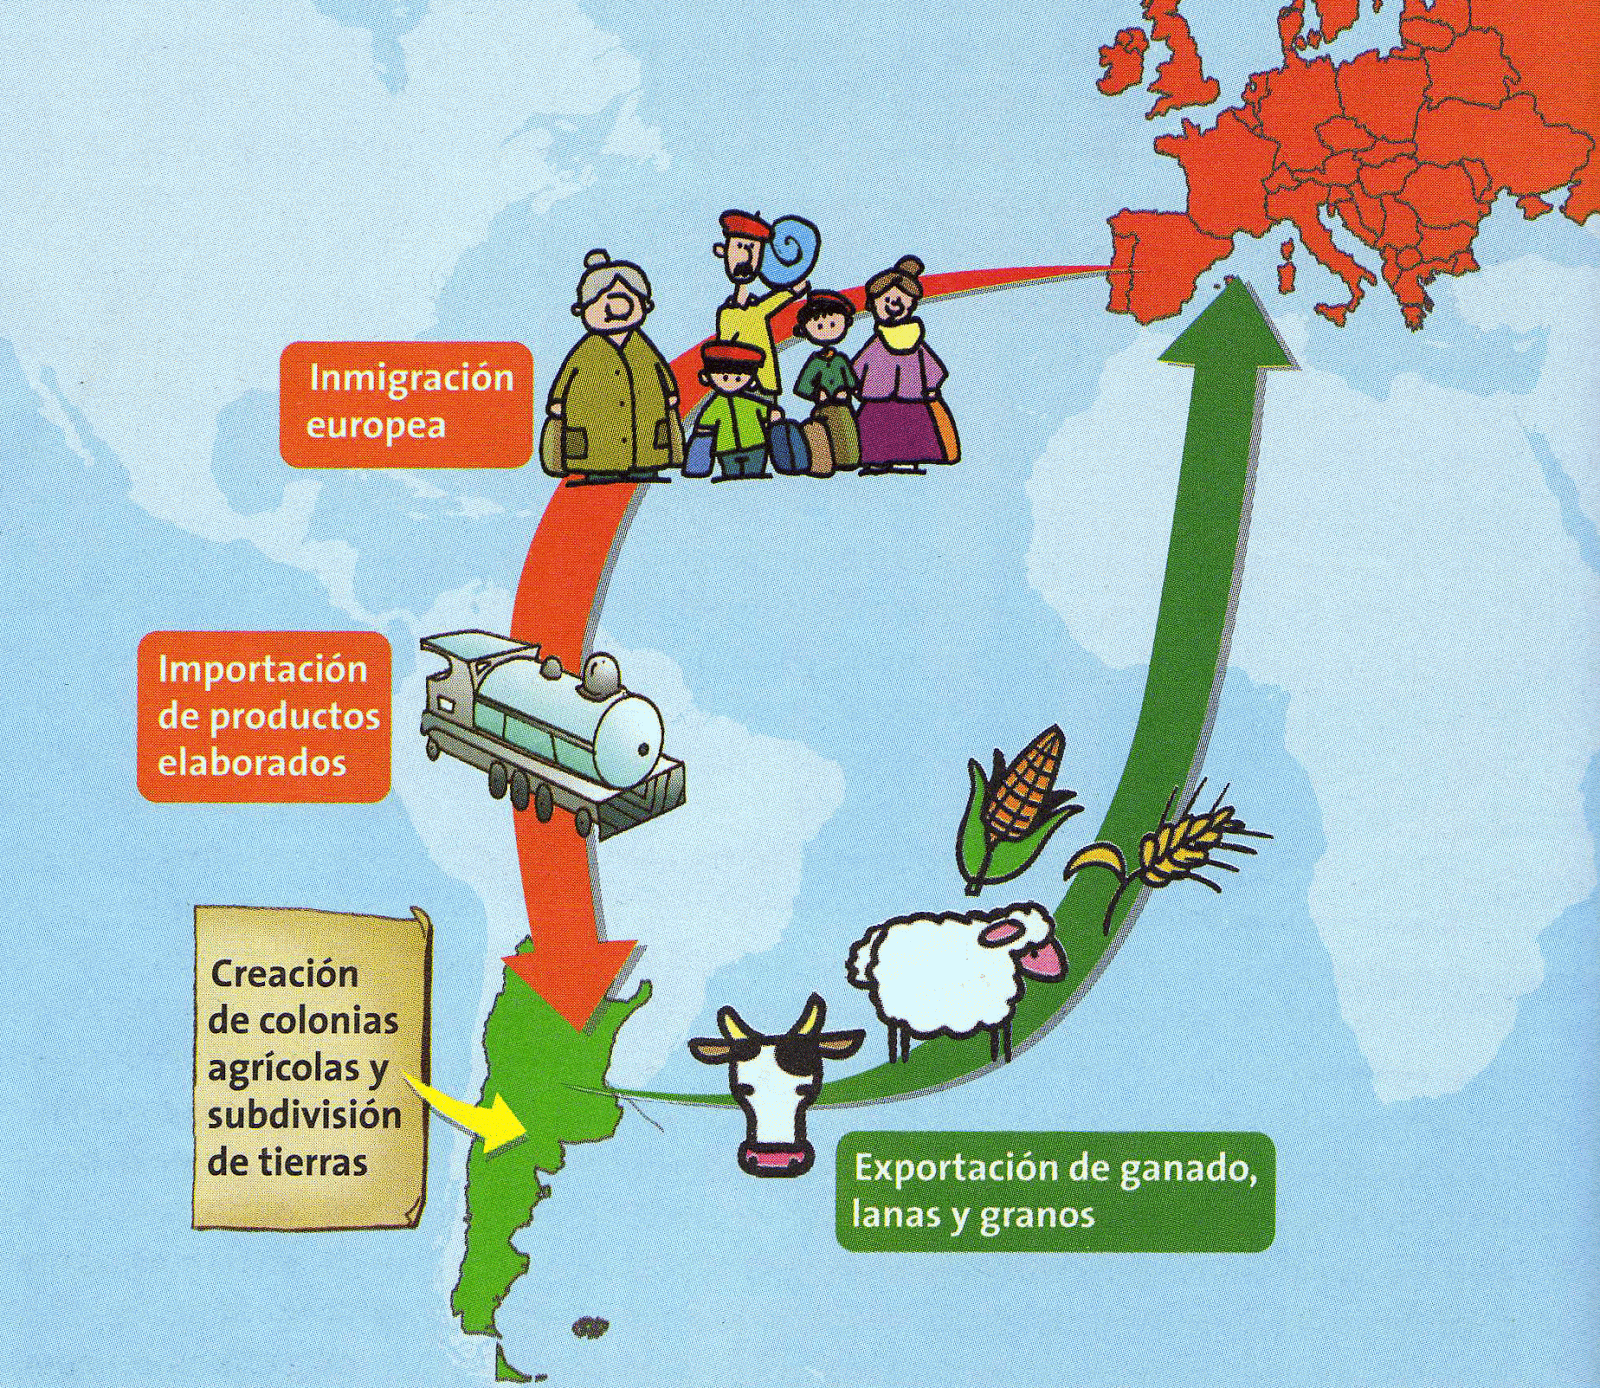 Inmigración
europea
Importación
de productos
elaborados
Creación
de colonias
agrícolas y
subdivisión
de tierras
Exportación de ganado,
lanas y granos